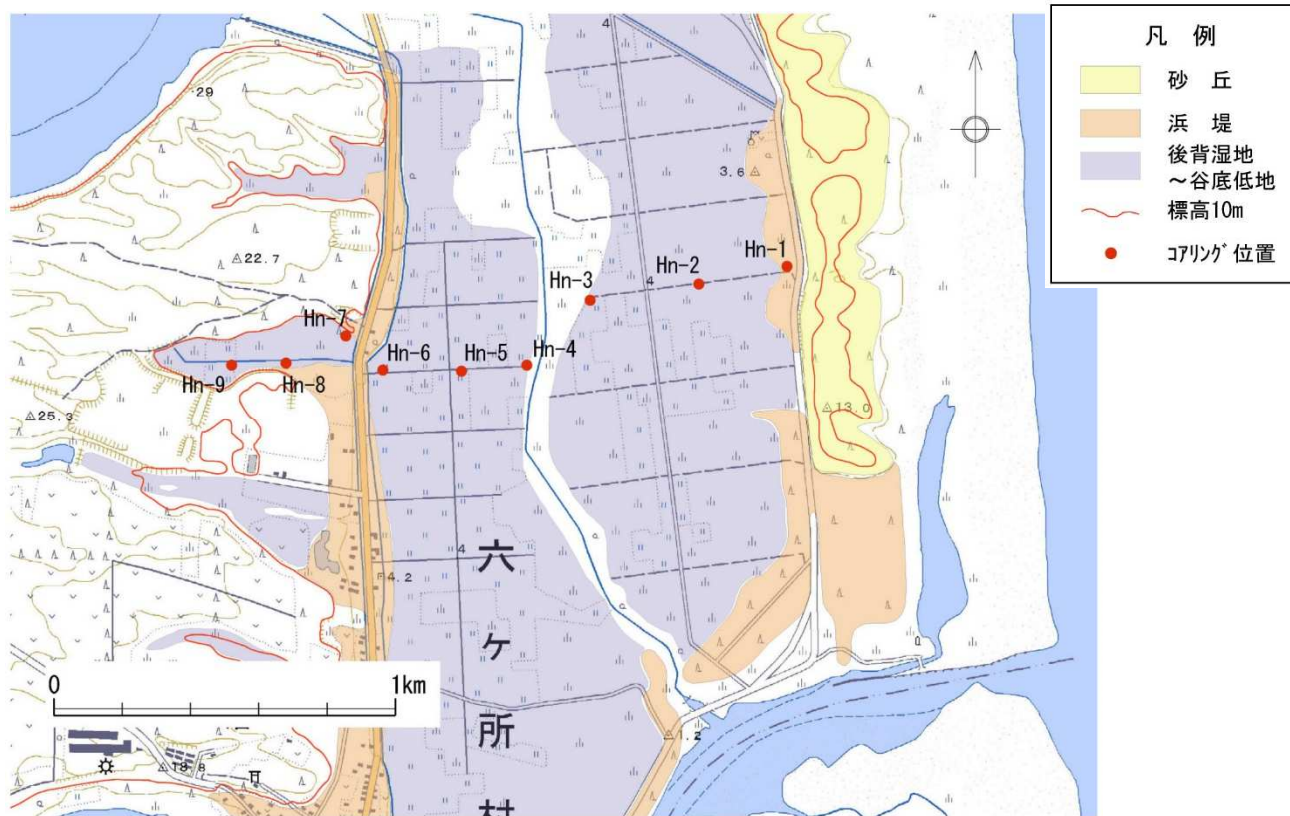 凡 例
砂 丘
浜 堤
後背湿地
～谷底低地
標高10m
コアリング位置
4
29
3.6
22.7
Hn-1
Hn-2
4
Hn-3
Hn-7
Hn-6
Hn-5
Hn-4
Hn-9
Hn-8
25.3
13.0
六ヶ所村
4
4.2
0
1km
1.2
18.8